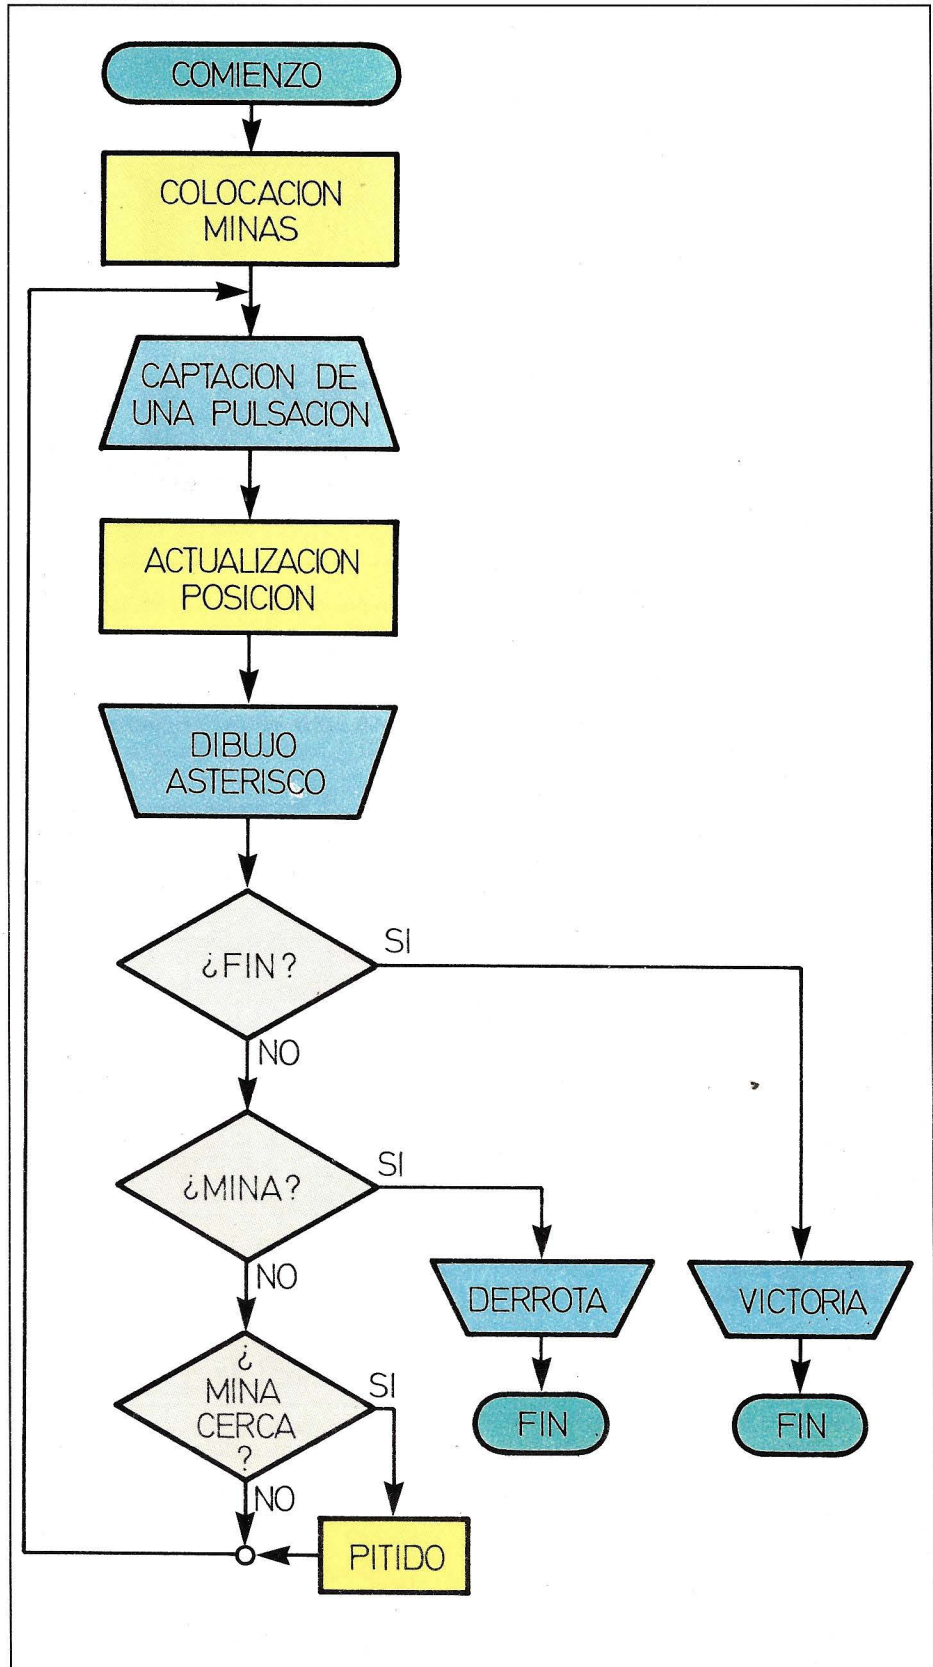 COMIENZO
COLOCACION
MINAS
CAPTACION DE
UNA PULSACION
ACTUALIZACION
POSICION
DIBUJO
ASTERISCO
¿FIN?
SI
NO
¿MINA?
SI
NO
DERROTA
VICTORIA
¿
MINA
CERCA
?
SI
NO
FIN
FIN
PITIDO